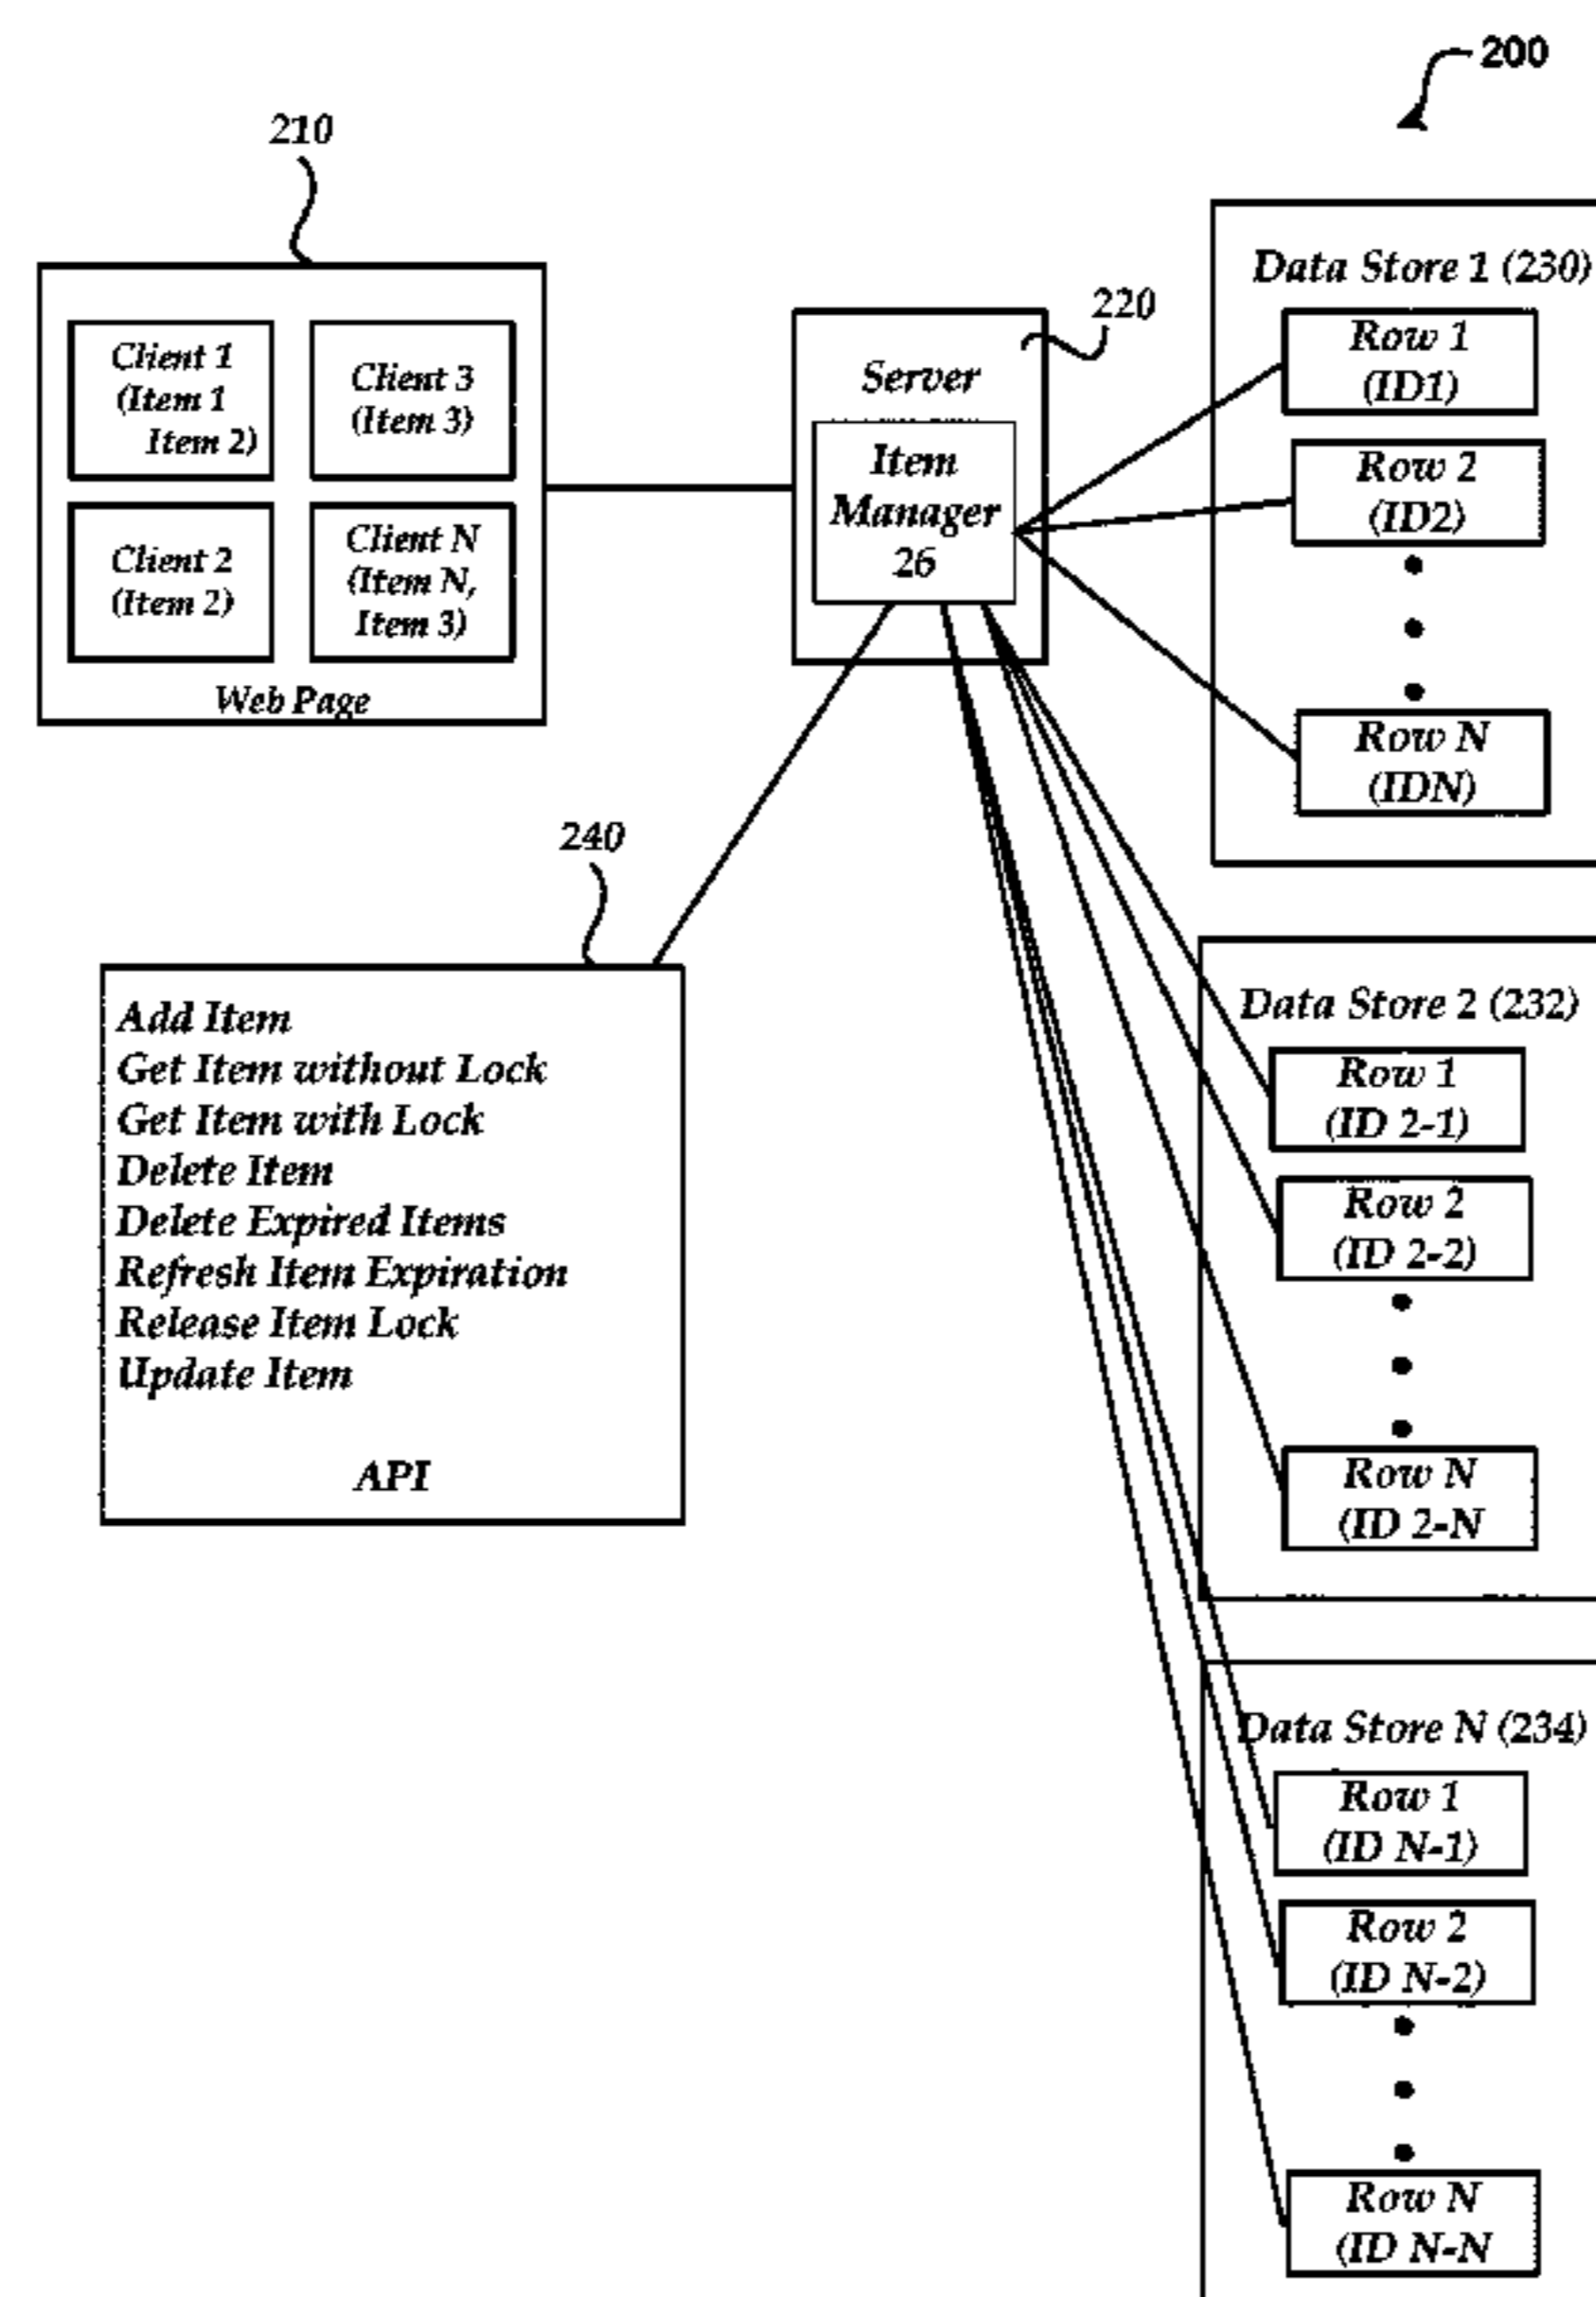 200
210
Client 1
(Item 1
Item 2)
Client 3
(Item 3)
Client 2
(Item 2)
Client N
(Item N,
Item 3)
Web Page
220
Server
Item
Manager
26
Data Store 1 (230)
Row 1
(ID1)
Row 2
(ID2)
Row N
(IDN)
240
Add Item
Get Item without Lock
Get Item with Lock
Delete Item
Delete Expired Items
Refresh Item Expiration
Release Item Lock
Update Item
API
Data Store 2 (232)
Row 1
(ID 2-1)
Row 2
(ID 2-2)
Row N
(ID 2-N
Data Store N (234)
Row 1
(ID N-1)
Row 2
(ID N-2)
Row N
(ID N-N